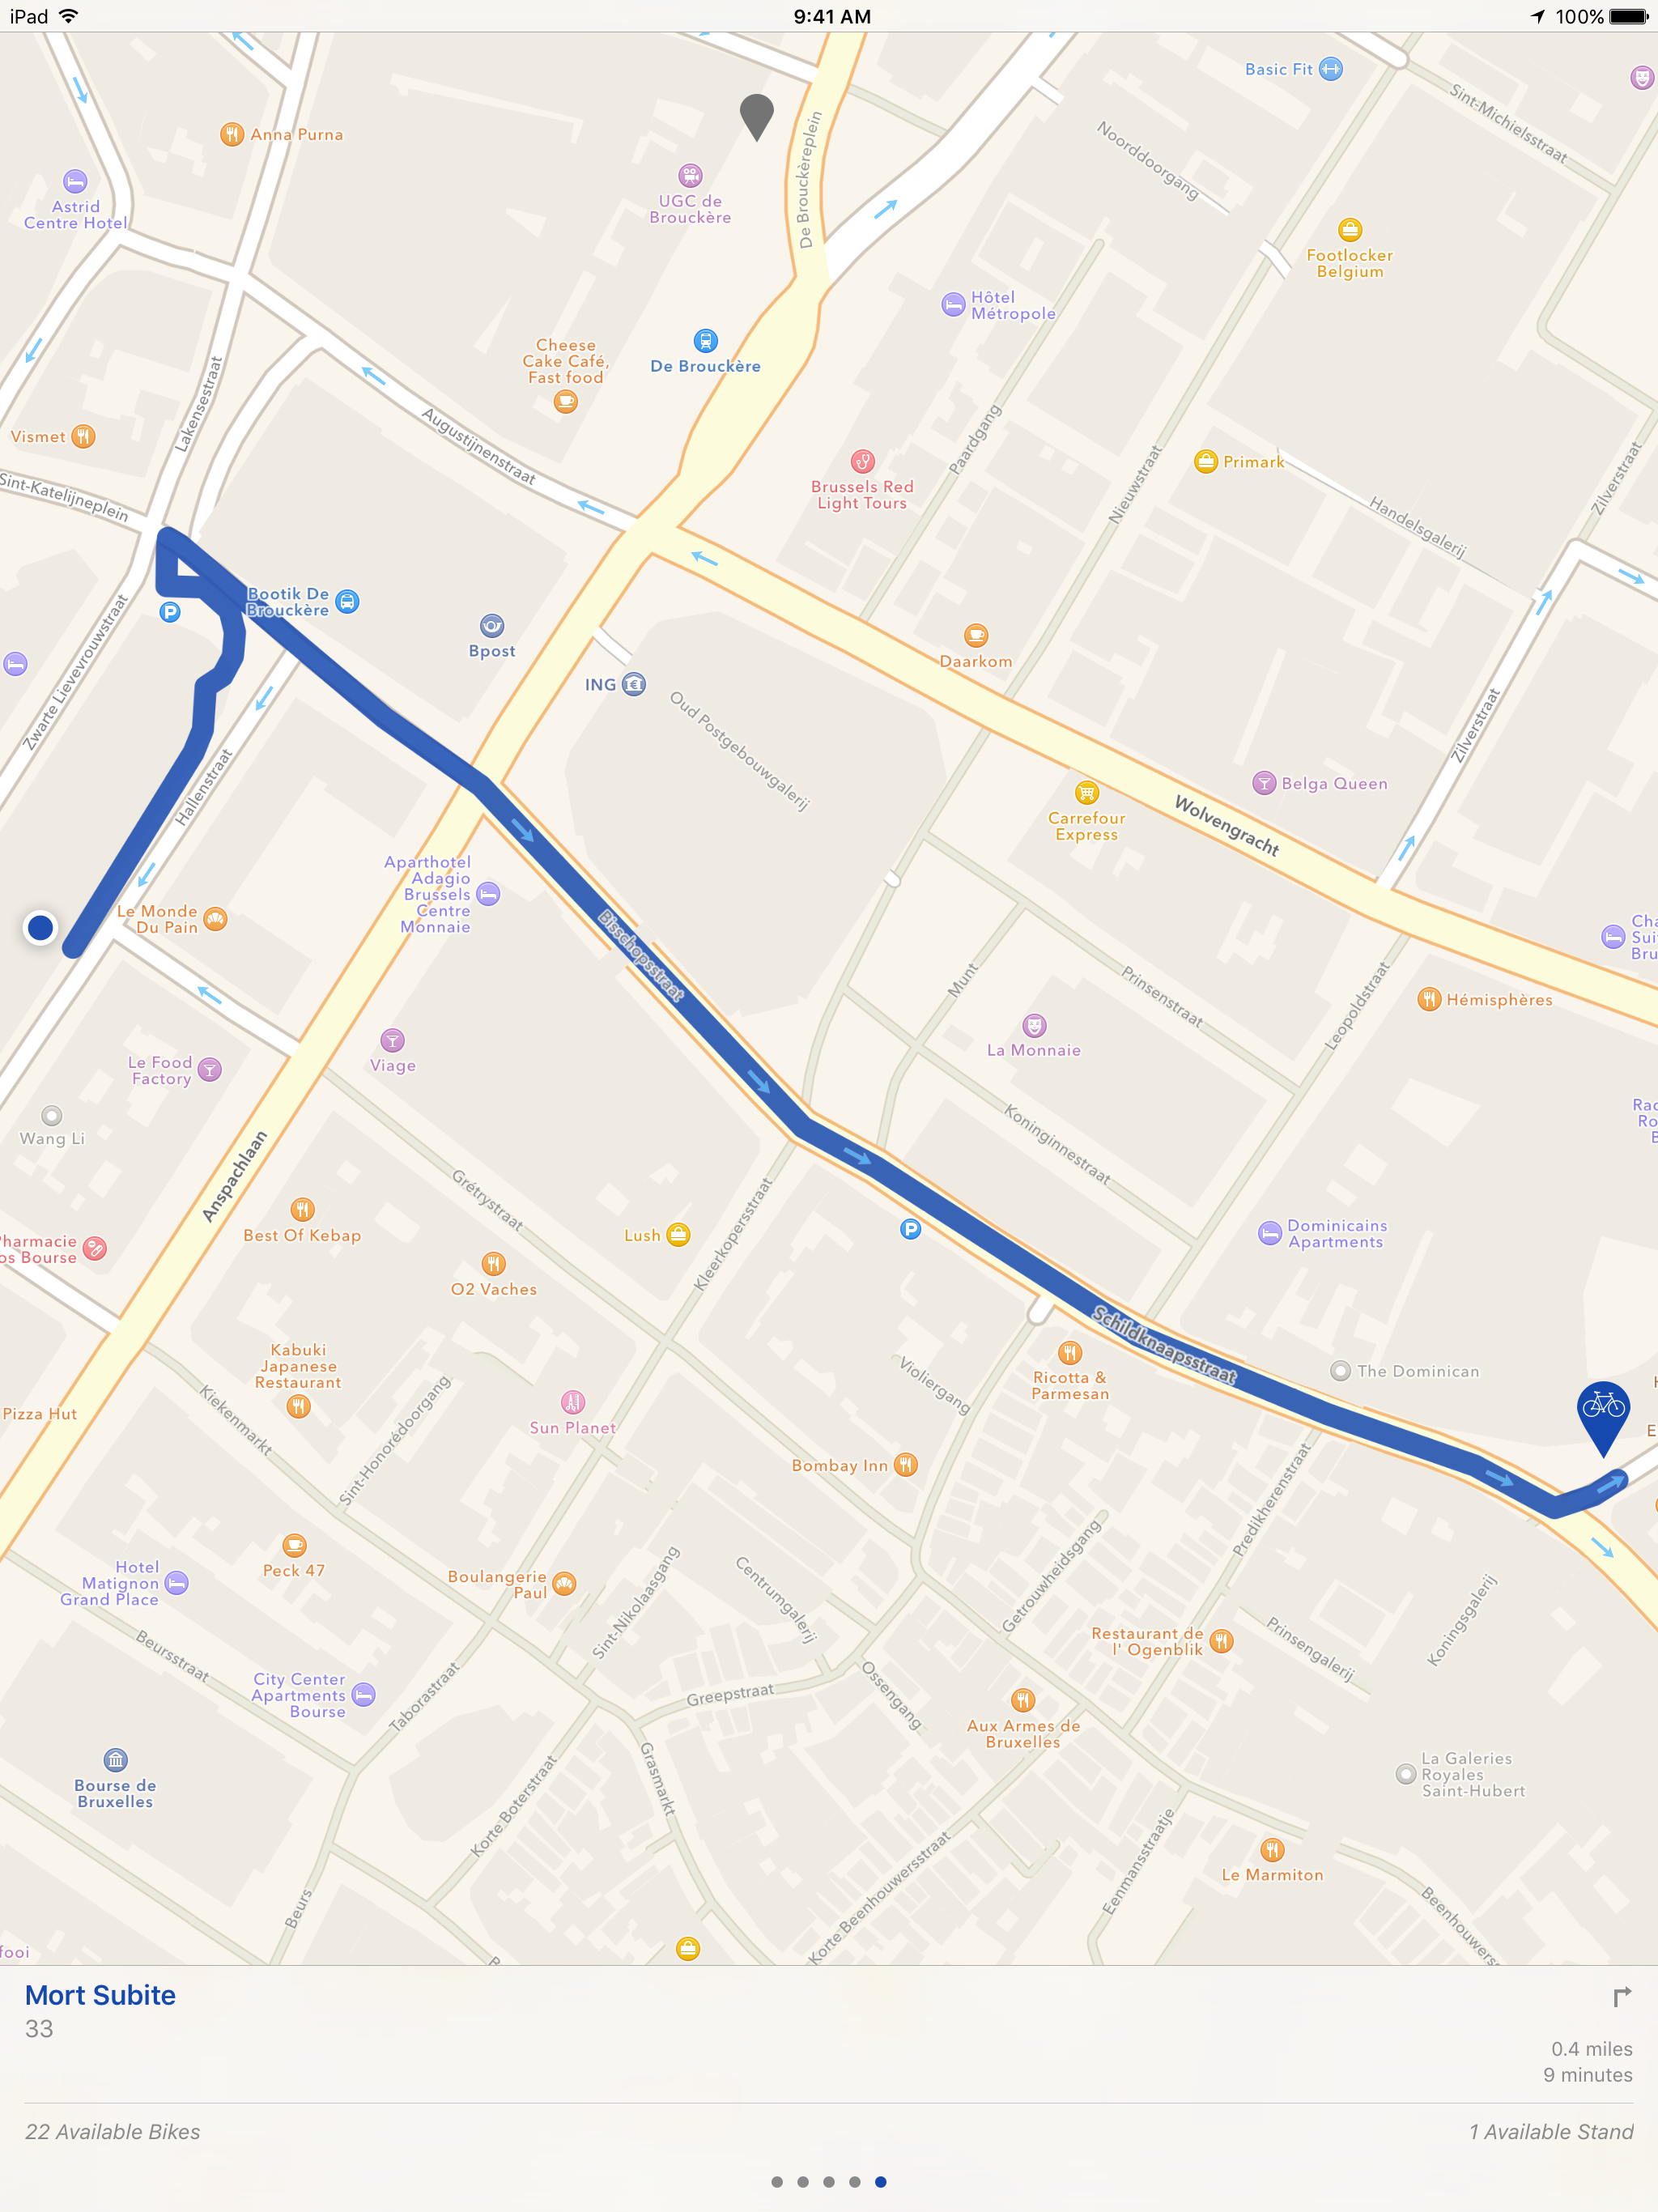 iPad
9:41 AM
100%
Basic Fit
Sint-Michielsstraat
Anna Purna
De Brouckèreplein
Noorddoorgang
Astrid
Centre Hotel
UGC de
Brouckère
Footlocker
Belgium
Hôtel
Métropole
Cheese
Cake Café,
Fast food
De Brouckère
Lakensestraat
Vismet
Augustijnenstraat
Paardgang
Nieuwstraat
Primark
Zilverstraat
Brussels Red
Light Tours
Sint-Katelijneplein
Handelsgalerij
Bootik De
Brouckère
Bpost
Daarkom
ING
Zwarte Lievevrouwstraat
Oud Postgebouwgalerij
Zilverstraat
Hallenstraat
Belga Queen
Carrefour
Express
Wolvengracht
Aparthotel
Adagio
Brussels
Centre
Monnaie
Le Monde
Du Pain
Bisschopsstraat
Cha
Sui
Bru
Munt
Prinsenstraat
Leopoldstraat
Hémisphères
La Monnaie
Viage
Le Food
Factory
Wang Li
Rac
Ro
B
Koninginnestraat
Anspachlaan
Grétrystraat
Kleerkopersstraat
Best Of Kebap
Lush
Dominicains
Apartments
Pharmacie
os Bourse
O2 Vaches
Schildknaapsstraat
Kabuki
Japanese
Restaurant
Violiergang
Ricotta &
Parmesan
The Dominican
Pizza Hut
Kiekenmarkt
Sint-Honorédoorgang
Sun Planet
E
Bombay Inn
Predikherenstraat
Peck 47
Hotel
Matignon
Grand Place
Boulangerie
Paul
Sint-Nikolaasgang
Centrumgalerij
Getrouwheidsgang
Koningsgalerij
Restaurant de
l' Ogenblik
Prinsengalerij
Beursstraat
City Center
Apartments
Bourse
Taborastraat
Greepstraat
Ossengang
Aux Armes de
Bruxelles
Bourse de
Bruxelles
Korte Boterstraat
Grasmarkt
La Galeries
Royales
Saint-Hubert
Eenmansstraatje
Korte Beenhouwersstraat
Le Marmiton
Beurs
Beenhouwerss
fooi
Mort Subite
33
0.4 miles
9 minutes
22 Available Bikes
1 Available Stand